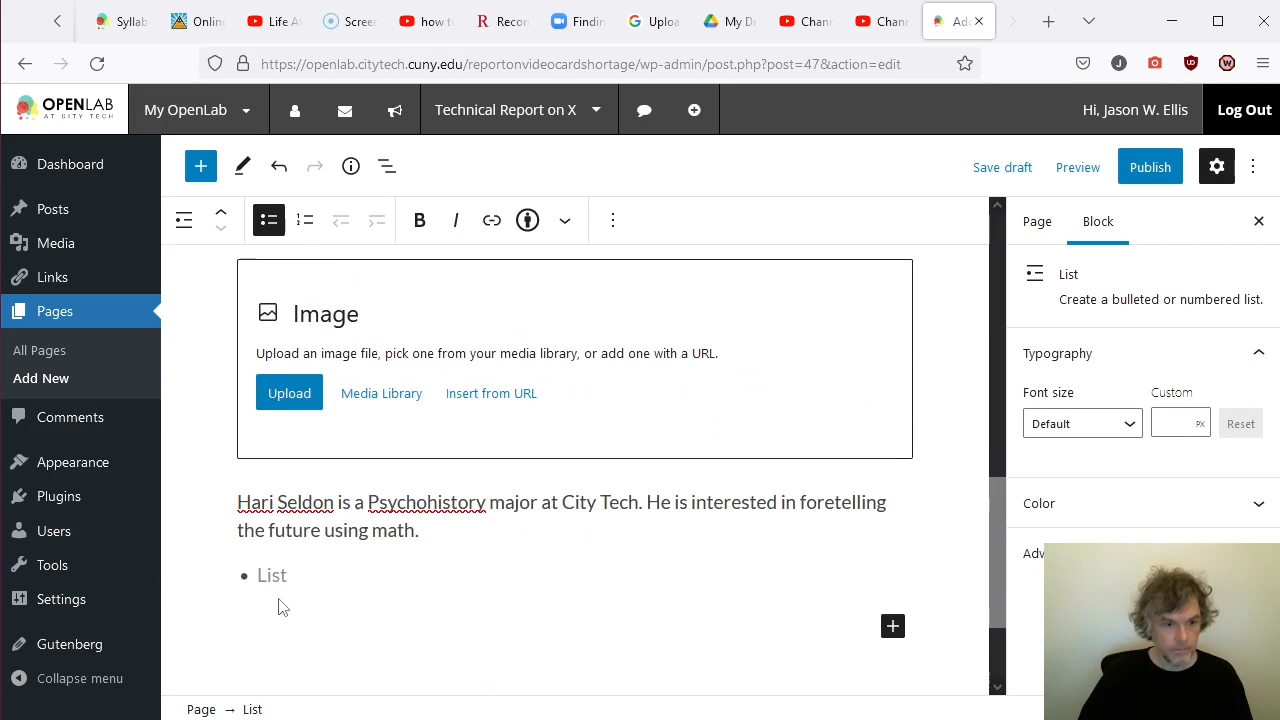 Syllab
Online
Life A
Screen
how to
Recor
Findin
Uploa
My Dr
Chan
Chan
Add
https://openlab.citytech.cuny.edu/reportonvideocardshortage/wp-admin/post.php?post=47&action=edit
OPENLAB
AT CITY TECH
My OpenLab
Technical Report on X
Hi, Jason W. Ellis
Log Out
Dashboard
Posts
Media
Links
Pages
All Pages
Add New
Comments
Appearance
Plugins
Users
Tools
Settings
Gutenberg
Collapse menu
Save draft
Preview
Publish
B
I
Image
Upload an image file, pick one from your media library, or add one with a URL.
Upload
Media Library
Insert from URL
Hari Seldon is a Psychohistory major at City Tech. He is interested in foretelling
the future using math.
• List
Page → List
Page
Block
List
Create a bulleted or numbered list.
Typography
Font size
Custom
Default
PX
Reset
Color
Adv